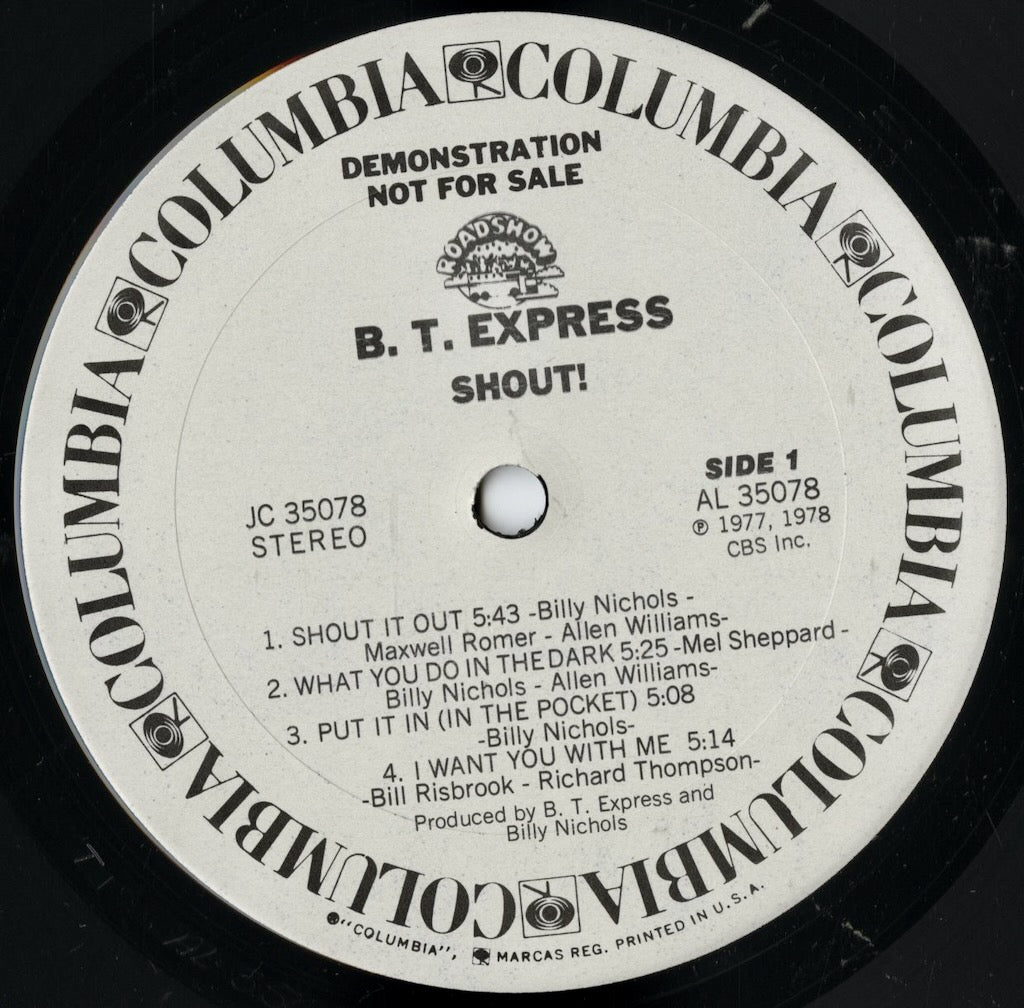 COLUMBIA COLUMBIA COLUMBIA COLUMBIA COLUMBIA COLUMBIA
DEMONSTRATION
NOT FOR SALE
ROADSHOW
B. T. EXPRESS
SHOUT!
JC 35078
STEREO
SIDE 1
AL 35078
℗ 1977, 1978
CBS Inc.
1. SHOUT IT OUT 5:43 -Billy Nichols -
Maxwell Romer - Allen Williams-
2. WHAT YOU DO IN THE DARK 5:25 -Mel Sheppard -
Billy Nichols - Allen Williams-
3. PUT IT IN (IN THE POCKET) 5:08
-Billy Nichols-
4. I WANT YOU WITH ME 5:14
-Bill Risbrook - Richard Thompson-
Produced by B. T. Express and
Billy Nichols
"COLUMBIA", MARCAS REG. PRINTED IN U.S.A.